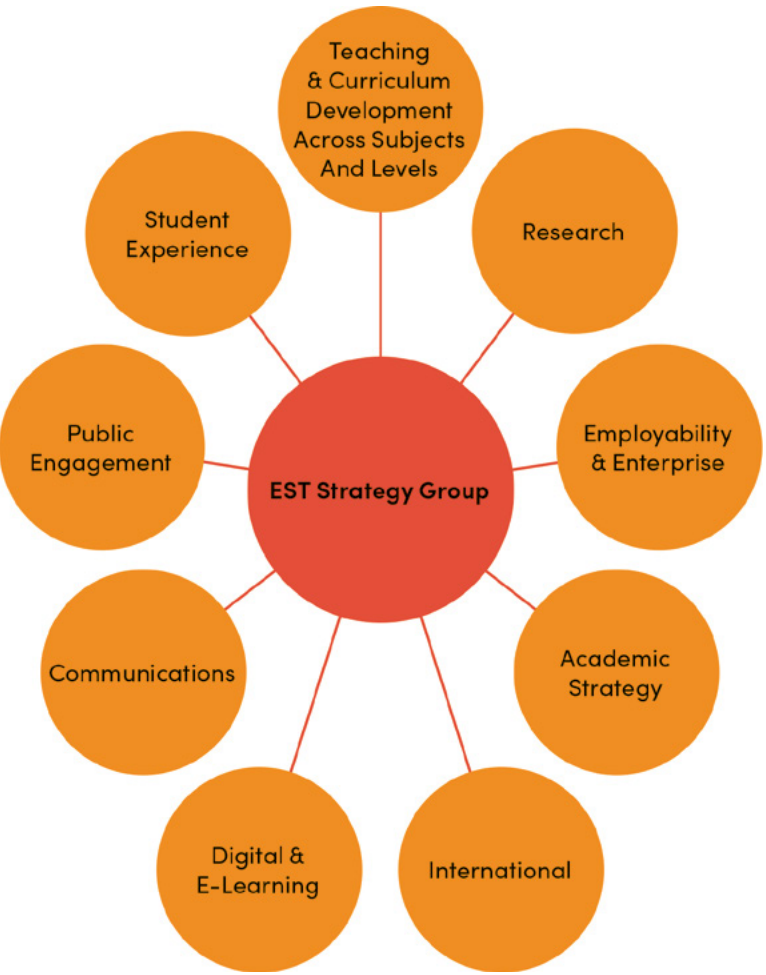 Teaching
& Curriculum
Development
Across Subjects
And Levels
Student
Experience
Research
Public
Engagement
Employability
& Enterprise
EST Strategy Group
Communications
Academic
Strategy
Digital &
E-Learning
International